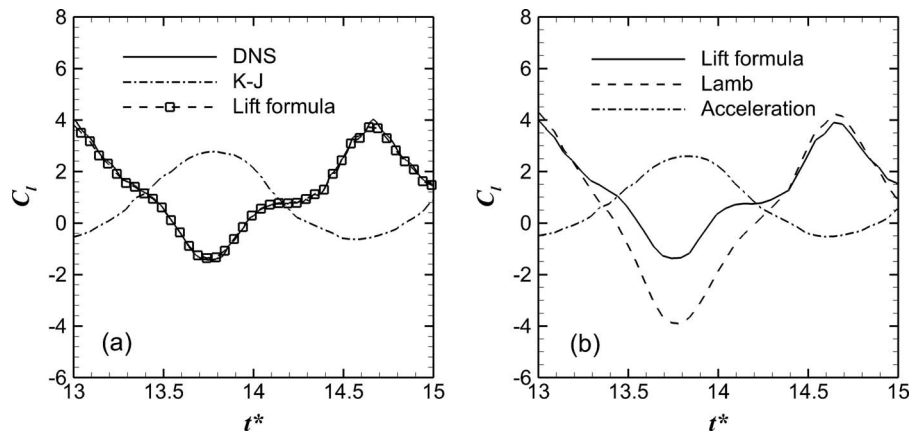 8
6
4
2
0
-2
-4
-6
C_l
DNS
K-J
Lift formula
(a)
13
13.5
14
14.5
15
t*
8
6
4
2
0
-2
-4
-6
C_l
Lift formula
Lamb
Acceleration
(b)
13
13.5
14
14.5
15
t*